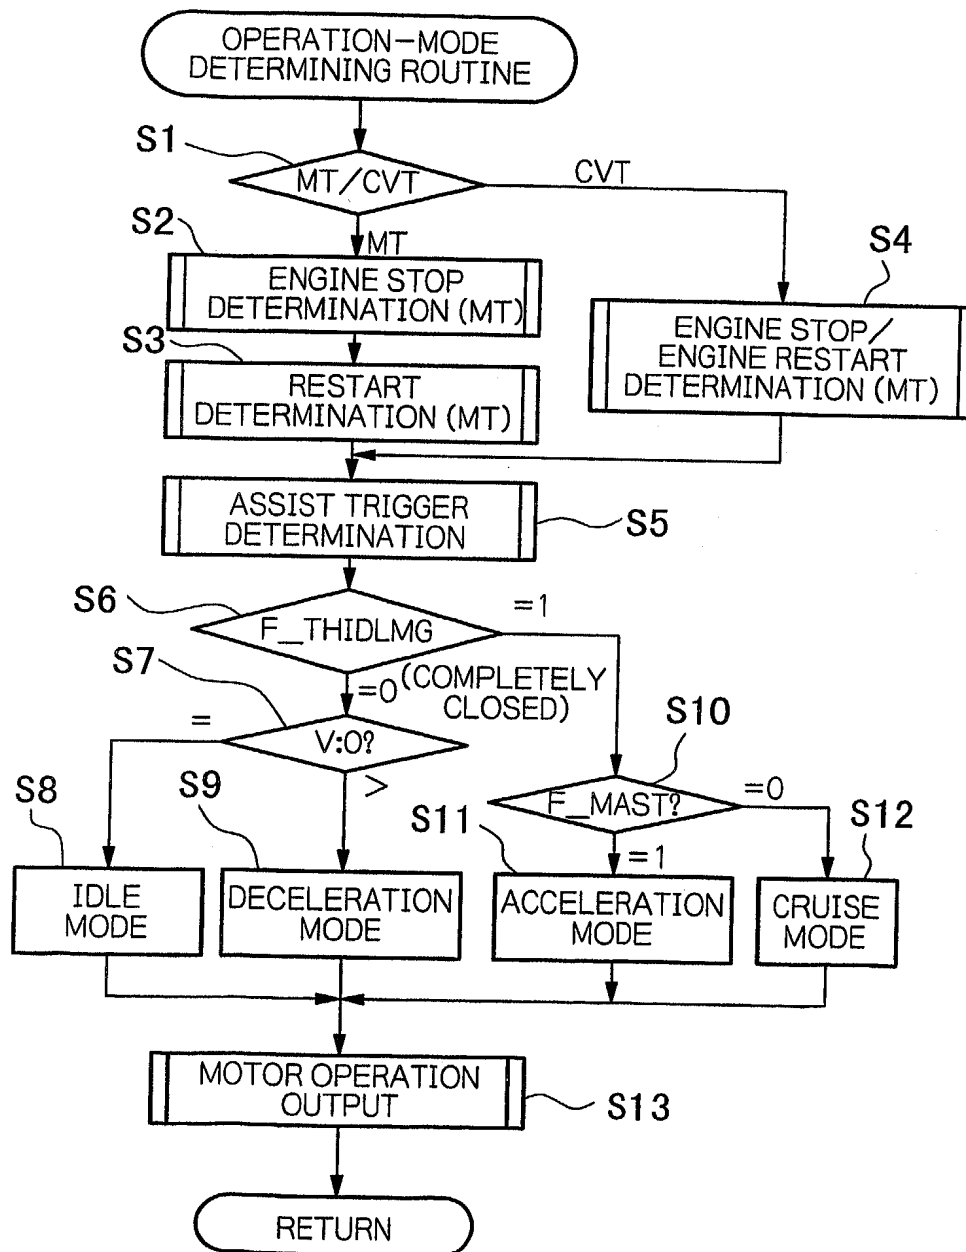 OPERATION-MODE
DETERMINING ROUTINE
S1
MT/CVT
CVT
S2
MT
S4
ENGINE STOP
DETERMINATION (MT)
ENGINE STOP/
ENGINE RESTART
DETERMINATION (MT)
S3
RESTART
DETERMINATION (MT)
ASSIST TRIGGER
DETERMINATION
S5
S6
F_THIDLMG
=1
S7
=0 (COMPLETELY
CLOSED)
=
V:0?
>
S10
F_MAST?
=0
S8
S9
S11
=1
S12
IDLE
MODE
DECELERATION
MODE
ACCELERATION
MODE
CRUISE
MODE
MOTOR OPERATION
OUTPUT
S13
RETURN